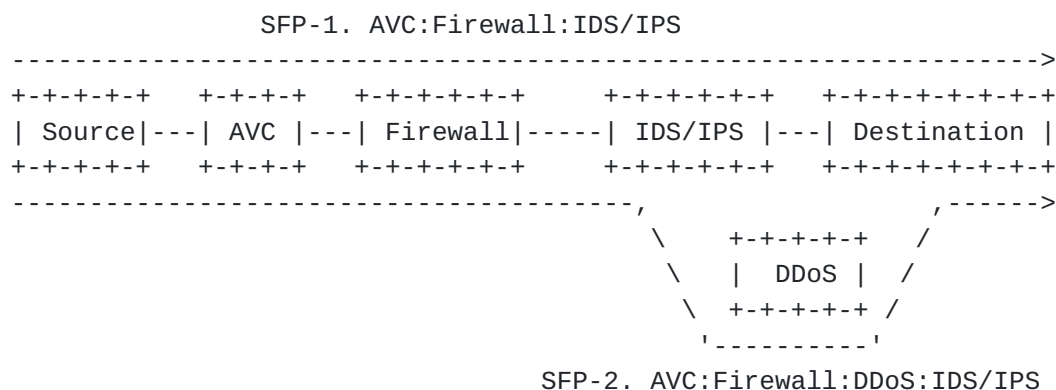 SFP-1. AVC:Firewall:IDS/IPS
--------------------------------------------------------------------->
+-+-+-+-+   +-+-+-+   +-+-+-+-+-+     +-+-+-+-+-+   +-+-+-+-+-+-+-+
| Source|---| AVC |---| Firewall|-----| IDS/IPS |---| Destination |
+-+-+-+-+   +-+-+-+   +-+-+-+-+-+     +-+-+-+-+-+   +-+-+-+-+-+-+-+
----------------------------------------,                   ,------>
\     +-+-+-+-+   /
\   |  DDoS |  /
\  +-+-+-+-+ /
'----------'
SFP-2. AVC:Firewall:DDoS:IDS/IPS